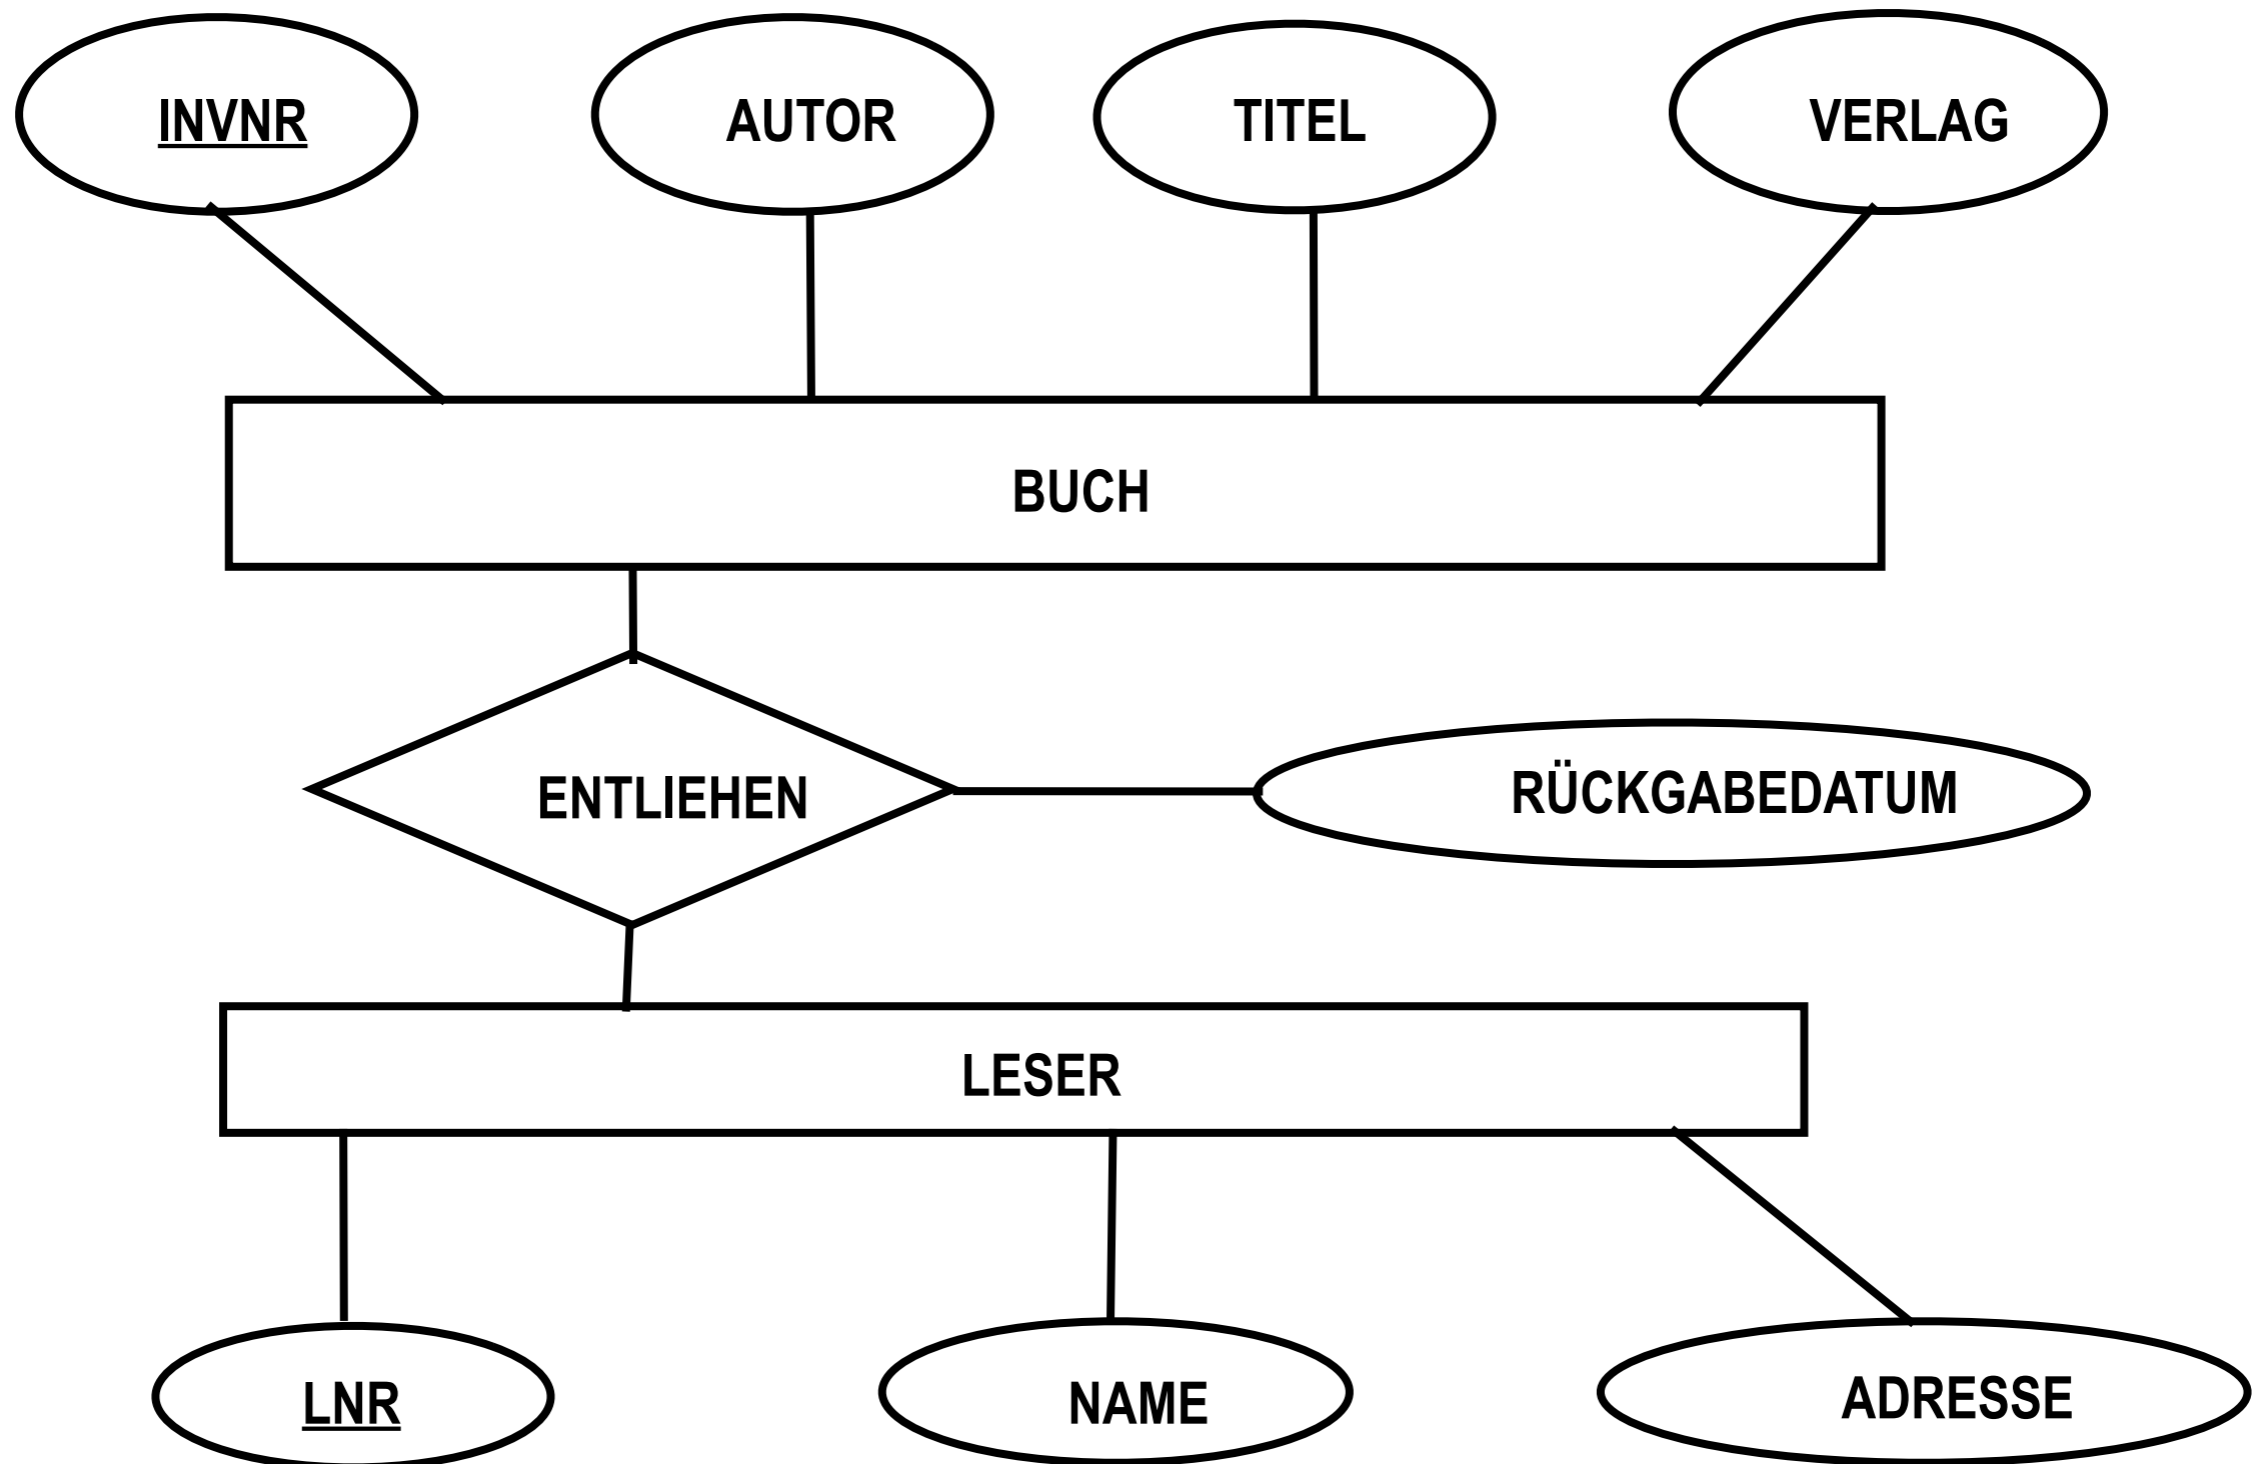 INVNR
AUTOR
TITEL
VERLAG
BUCH
ENTLIEHEN
RÜCKGABEDATUM
LESER
LNR
NAME
ADRESSE